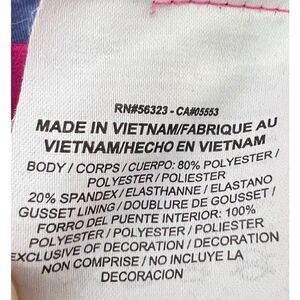 RN#56323 - CA#05553
MADE IN VIETNAM/FABRIQUE AU
VIETNAM/HECHO EN VIETNAM
BODY / CORPS / CUERPO: 80% POLYESTER /
POLYESTER / POLIESTER
20% SPANDEX / ELASTHANNE / ELASTANO
GUSSET LINING / DOUBLURE DE GOUSSET /
FORRO DEL PUENTE INTERIOR: 100%
POLYESTER / POLYESTER / POLIESTER
EXCLUSIVE OF DECORATION / DECORATION
NON COMPRISE / NO INCLUYE LA
DECORACION